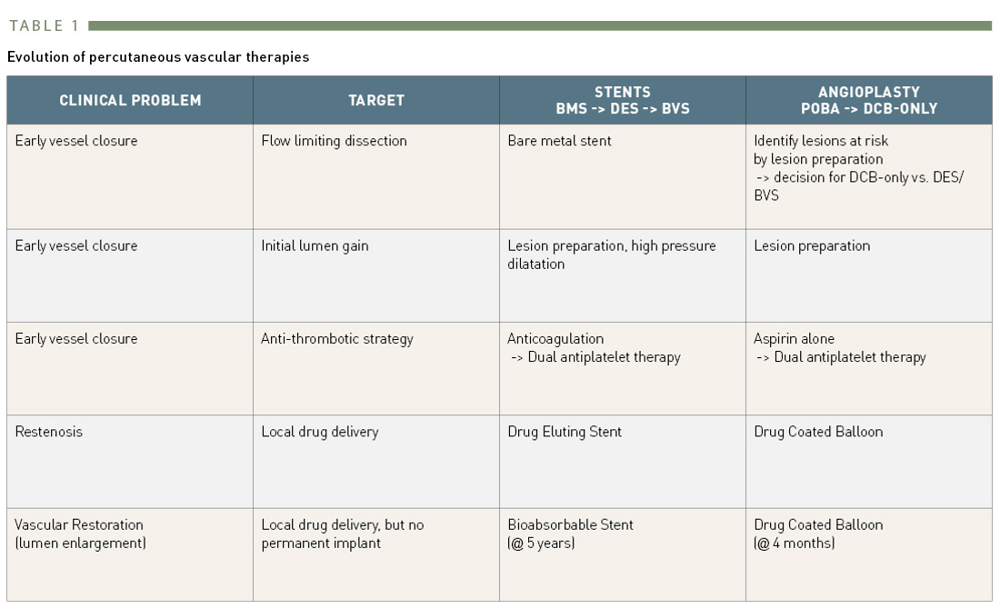 TABLE 1
Evolution of percutaneous vascular therapies
CLINICAL PROBLEM
TARGET
STENTS
BMS -> DES -> BVS
ANGIOPLASTY
POBA -> DCB-ONLY
Early vessel closure
Flow limiting dissection
Bare metal stent
Identify lesions at risk
by lesion preparation
-> decision for DCB-only vs. DES/
BVS
Early vessel closure
Initial lumen gain
Lesion preparation, high pressure
dilatation
Lesion preparation
Early vessel closure
Anti-thrombotic strategy
Anticoagulation
-> Dual antiplatelet therapy
Aspirin alone
-> Dual antiplatelet therapy
Restenosis
Local drug delivery
Drug Eluting Stent
Drug Coated Balloon
Vascular Restoration
(lumen enlargement)
Local drug delivery, but no
permanent implant
Bioabsorbable Stent
(@ 5 years)
Drug Coated Balloon
(@ 4 months)